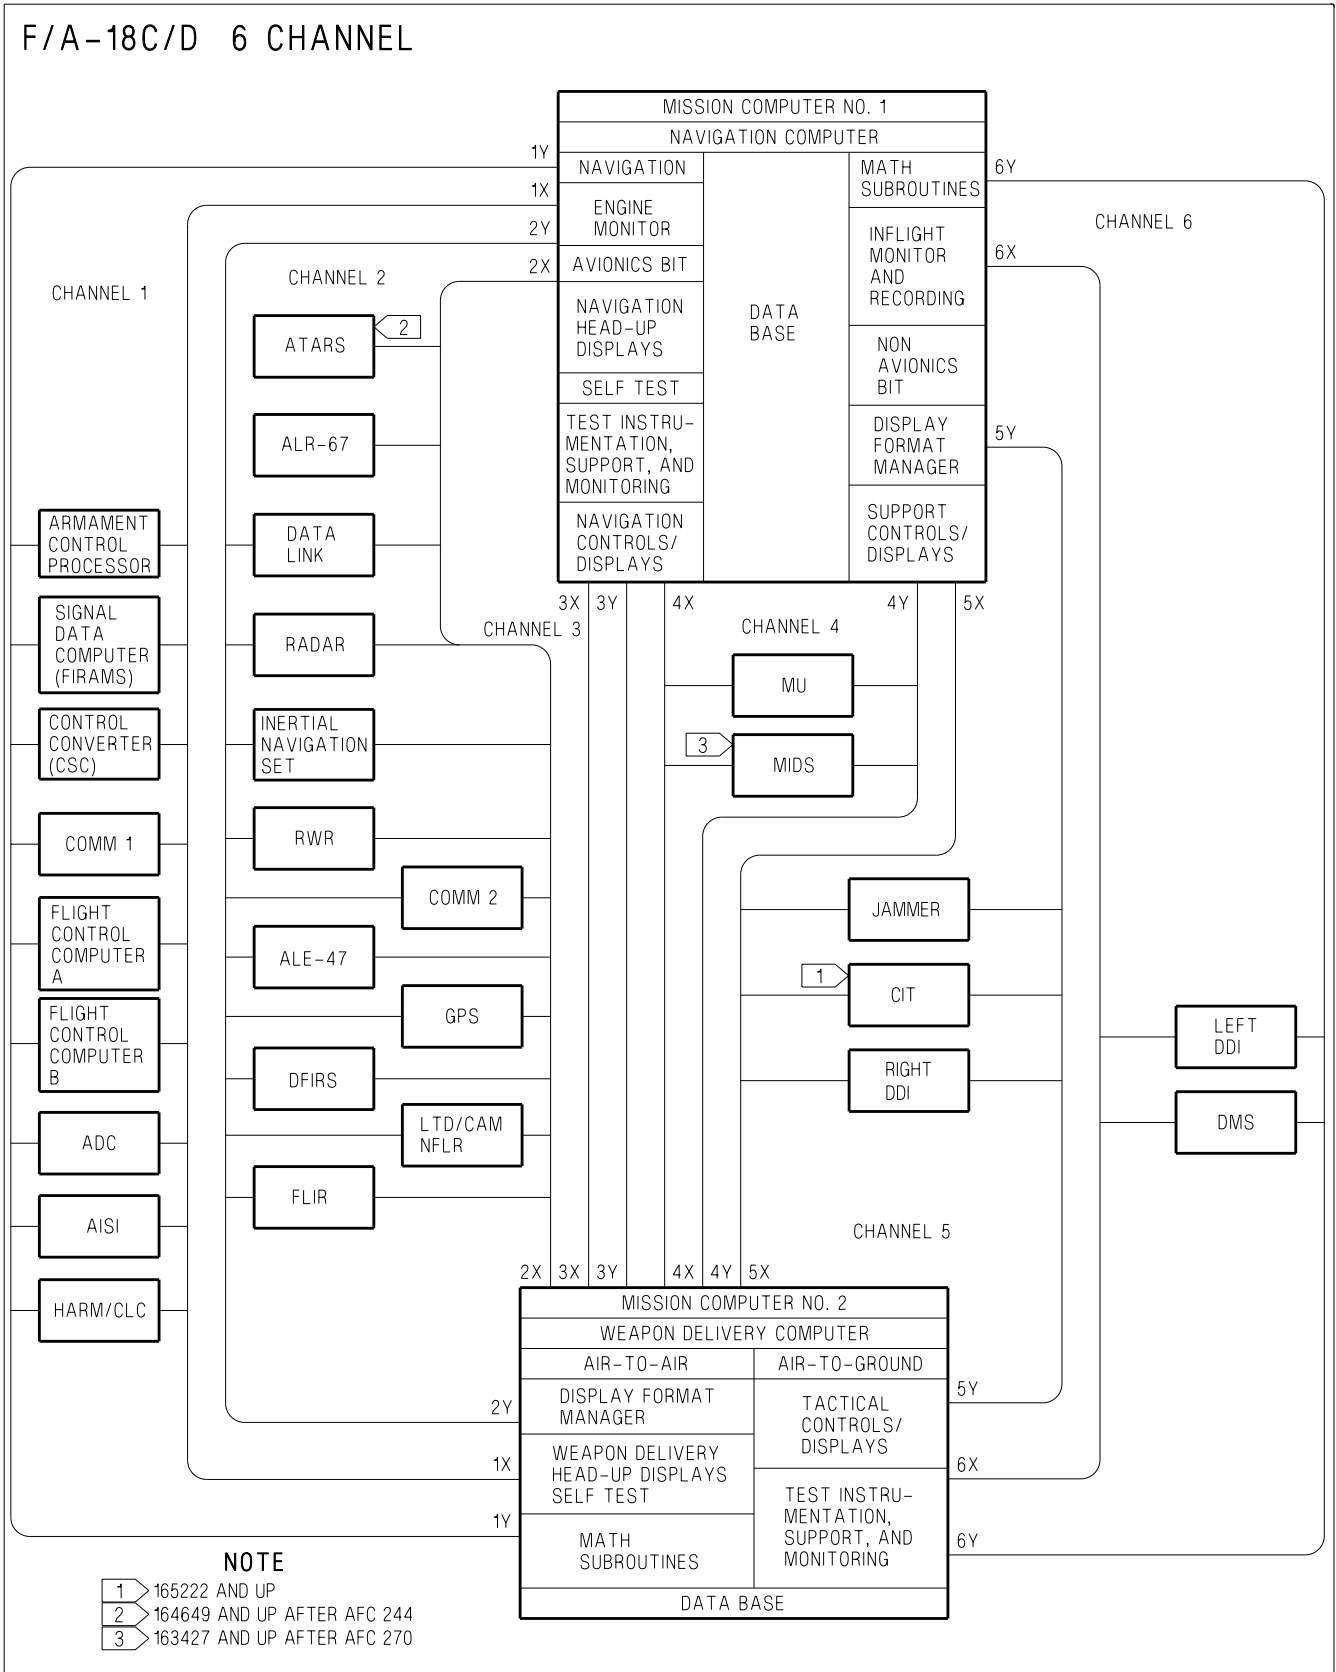 F/A-18C/D 6 CHANNEL
MISSION COMPUTER NO. 1
NAVIGATION COMPUTER
1Y
1X
2Y
2X
NAVIGATION
ENGINE
MONITOR
AVIONICS BIT
NAVIGATION
HEAD-UP
DISPLAYS
SELF TEST
TEST INSTRU-
MENTATION,
SUPPORT, AND
MONITORING
NAVIGATION
CONTROLS/
DISPLAYS
DATA
BASE
MATH
SUBROUTINES
INFLIGHT
MONITOR
AND
RECORDING
NON
AVIONICS
BIT
DISPLAY
FORMAT
MANAGER
SUPPORT
CONTROLS/
DISPLAYS
6Y
6X
5Y
CHANNEL 6
CHANNEL 1
ARMAMENT
CONTROL
PROCESSOR
SIGNAL
DATA
COMPUTER
(FIRAMS)
CONTROL
CONVERTER
(CSC)
COMM 1
FLIGHT
CONTROL
COMPUTER
A
FLIGHT
CONTROL
COMPUTER
B
ADC
AISI
HARM/CLC
CHANNEL 2
ATARS
2
ALR-67
DATA
LINK
RADAR
INERTIAL
NAVIGATION
SET
RWR
COMM 2
ALE-47
GPS
DFIRS
LTD/CAM
NFLR
FLIR
3X
3Y
4X
4Y
5X
CHANNEL 3
CHANNEL 4
MU
3
MIDS
JAMMER
1
CIT
RIGHT
DDI
CHANNEL 5
LEFT
DDI
DMS
2X
3X
3Y
4X
4Y
5X
MISSION COMPUTER NO. 2
WEAPON DELIVERY COMPUTER
AIR-TO-AIR
AIR-TO-GROUND
DISPLAY FORMAT
MANAGER
WEAPON DELIVERY
HEAD-UP DISPLAYS
SELF TEST
MATH
SUBROUTINES
TACTICAL
CONTROLS/
DISPLAYS
TEST INSTRU-
MENTATION,
SUPPORT, AND
MONITORING
DATA BASE
2Y
1X
1Y
5Y
6X
6Y
NOTE
1 165222 AND UP
2 164649 AND UP AFTER AFC 244
3 163427 AND UP AFTER AFC 270